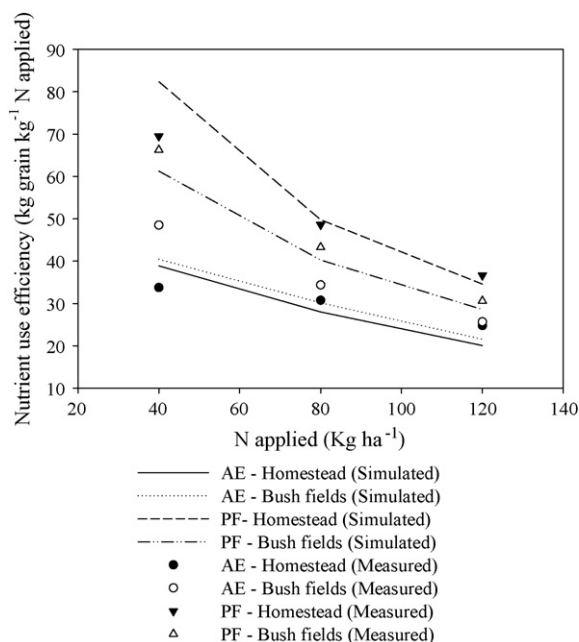 Nutrient use efficiency (kg grain kg⁻¹ N applied)
90
80
70
60
50
40
30
20
10
20 40 60 80 100 120 140
N applied (Kg ha⁻¹)
AE - Homestead (Simulated)
AE - Bush fields (Simulated)
PF- Homestead (Simulated)
PF - Bush fields (Simulated)
AE - Homestead (Measured)
AE - Bush fields (Measured)
PF - Homestead (Measured)
PF - Bush fields (Measured)